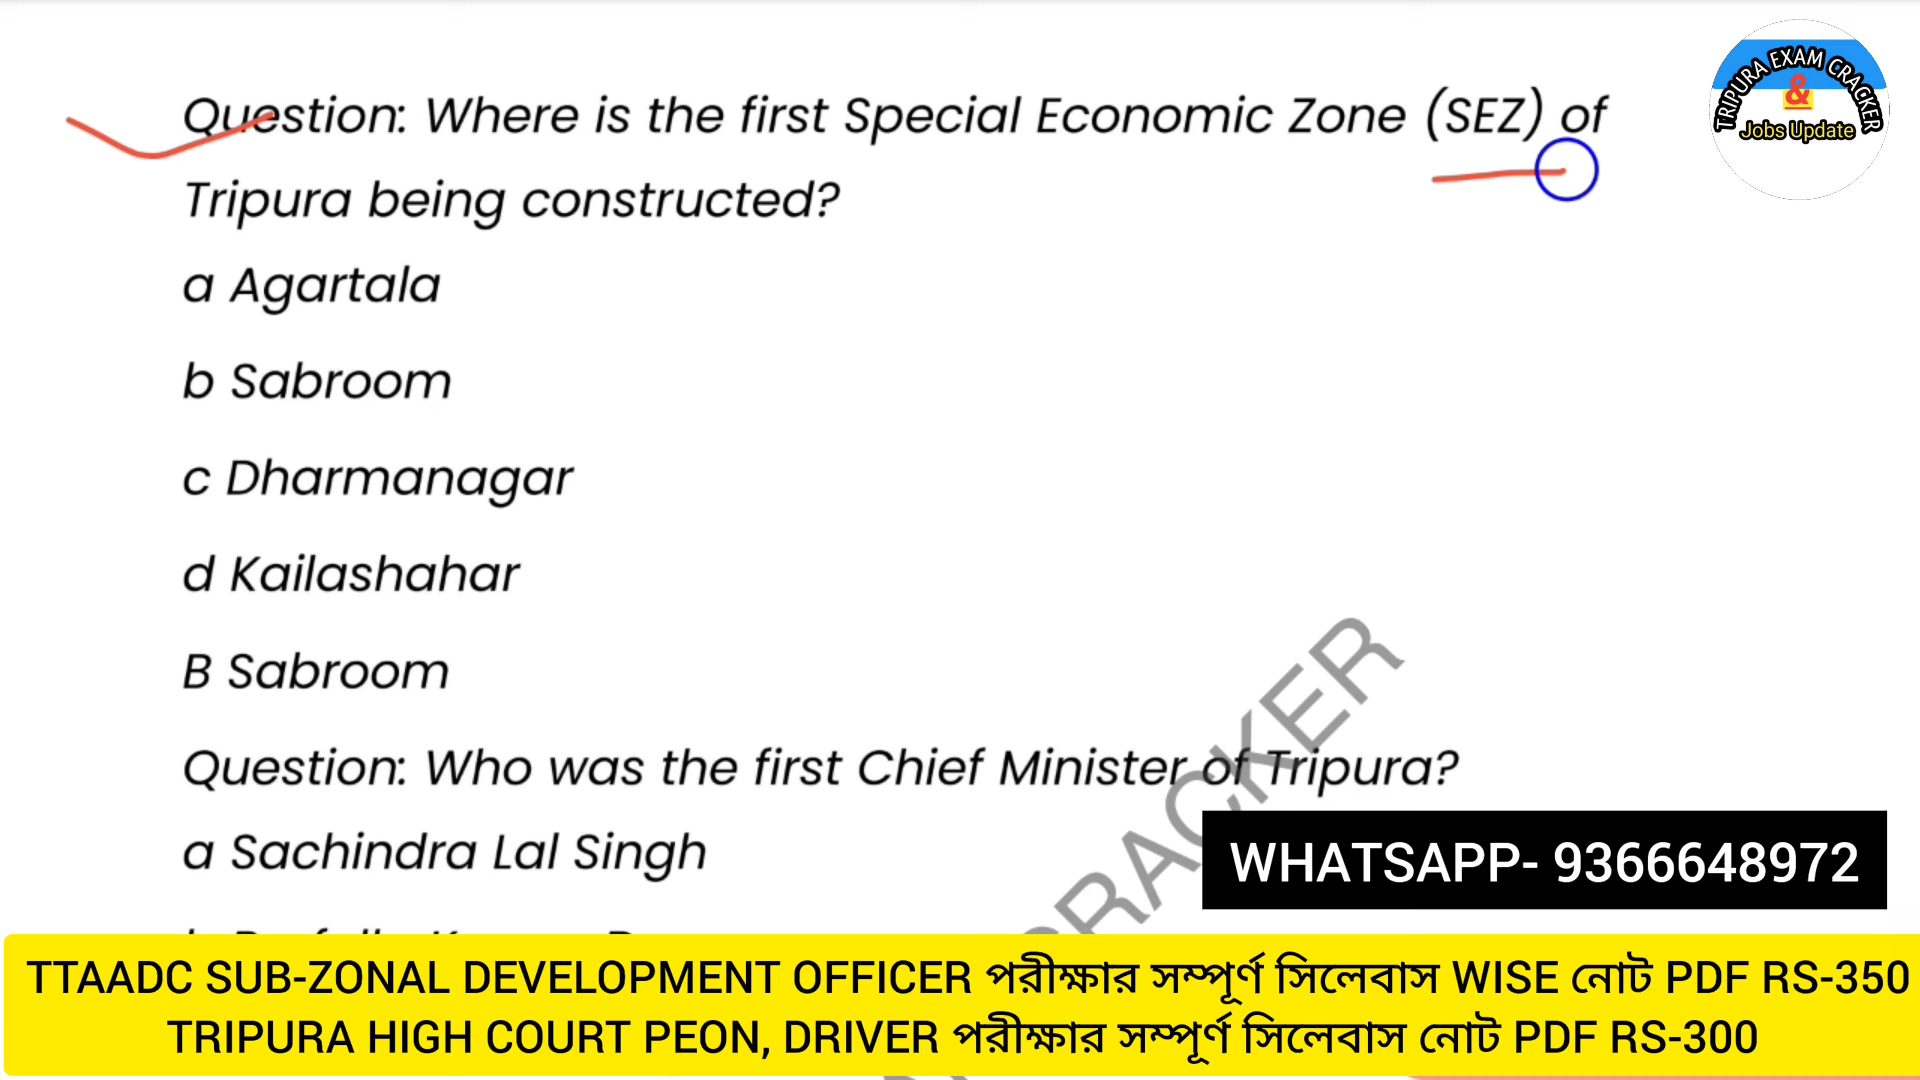 Question: Where is the first Special Economic Zone (SEZ) of
Tripura being constructed?
a Agartala
b Sabroom
c Dharmanagar
d Kailashahar
B Sabroom
Question: Who was the first Chief Minister of Tripura?
a Sachindra Lal Singh
TRIPURA EXAM CRACKER
&
Jobs Update
CRACKER
WHATSAPP- 9366648972
TTAADC SUB-ZONAL DEVELOPMENT OFFICER পরীক্ষার সম্পূর্ণ সিলেবাস WISE নোট PDF RS-350
TRIPURA HIGH COURT PEON, DRIVER পরীক্ষার সম্পূর্ণ সিলেবাস নোট PDF RS-300